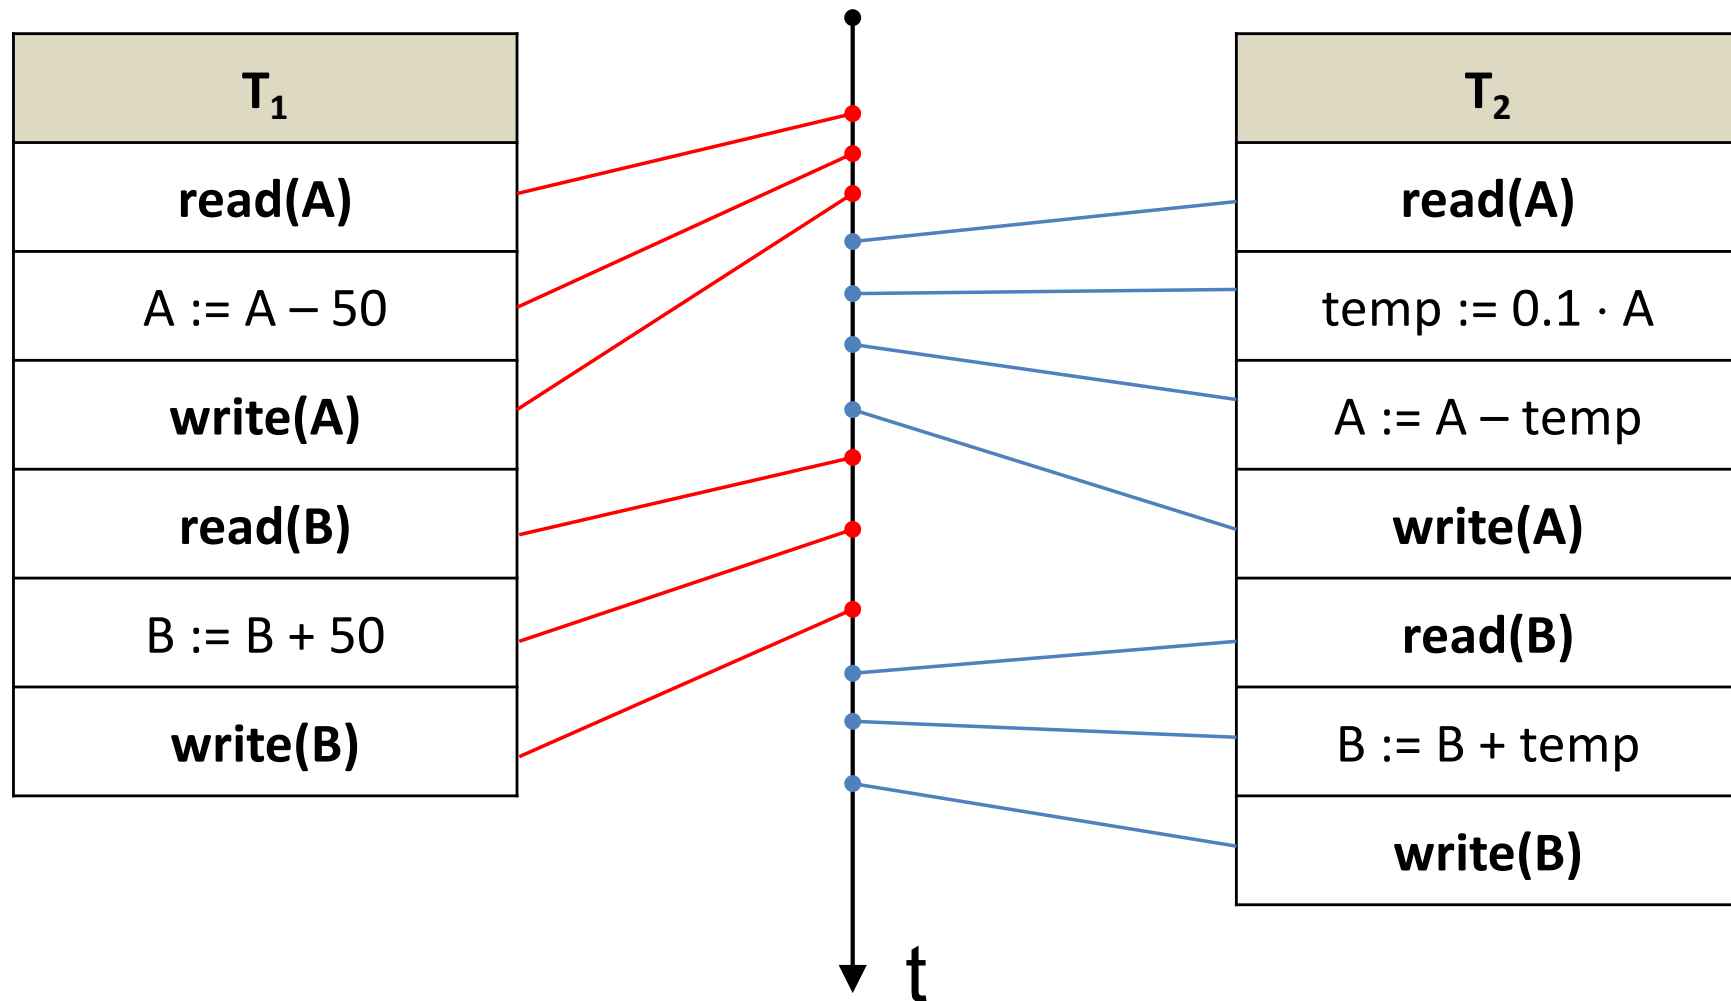 T₁
read(A)
A := A – 50
write(A)
read(B)
B := B + 50
write(B)
t
T₂
read(A)
temp := 0.1 · A
A := A – temp
write(A)
read(B)
B := B + temp
write(B)